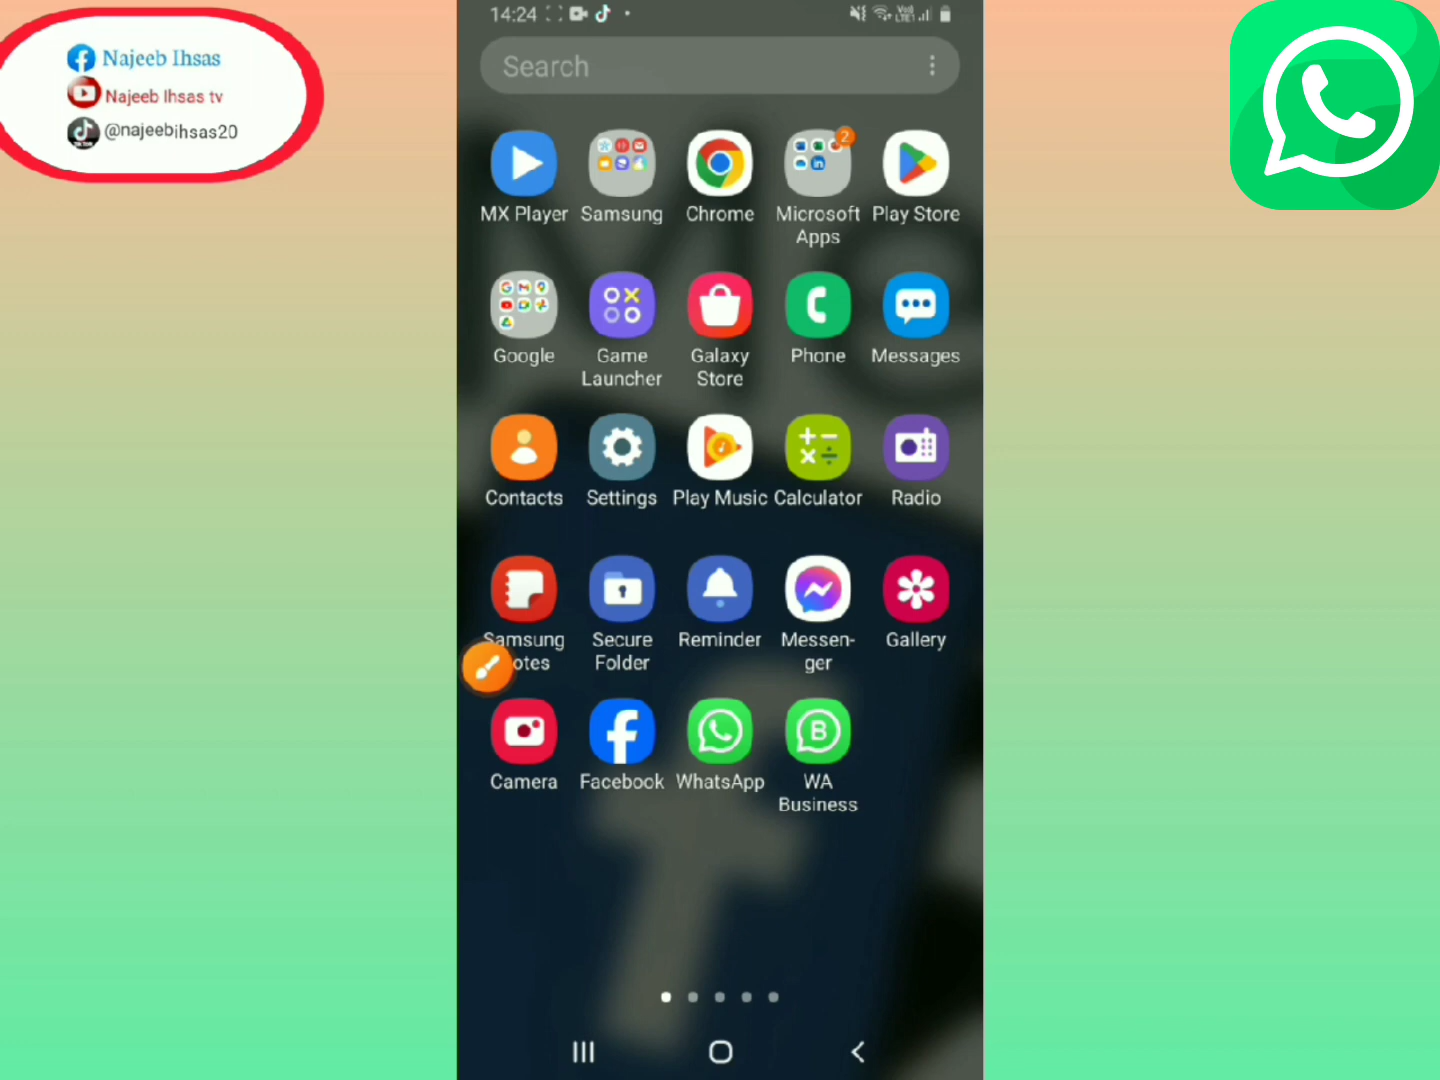 Najeeb Ihsas
Najeeb Ihsas tv
@najeebihsas20
14:24
Search
MX Player
Samsung
Chrome
Microsoft Apps
2
Play Store
Google
Game Launcher
Galaxy Store
Phone
Messages
Contacts
Settings
Play Music
Calculator
Radio
Samsung
Secure Folder
Reminder
Messen-
ger
Gallery
Camera
Facebook
WhatsApp
B
WA Business